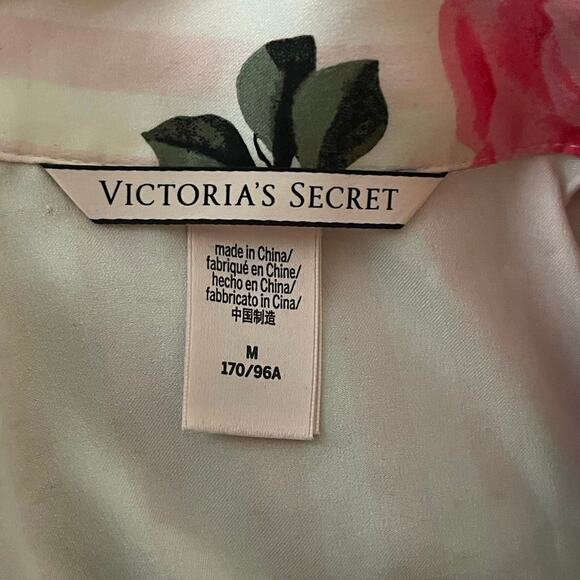 VICTORIA'S SECRET
made in China/
fabriqué en Chine/
hecho en China/
fabbricato in Cina/
中国制造
M
170/96A